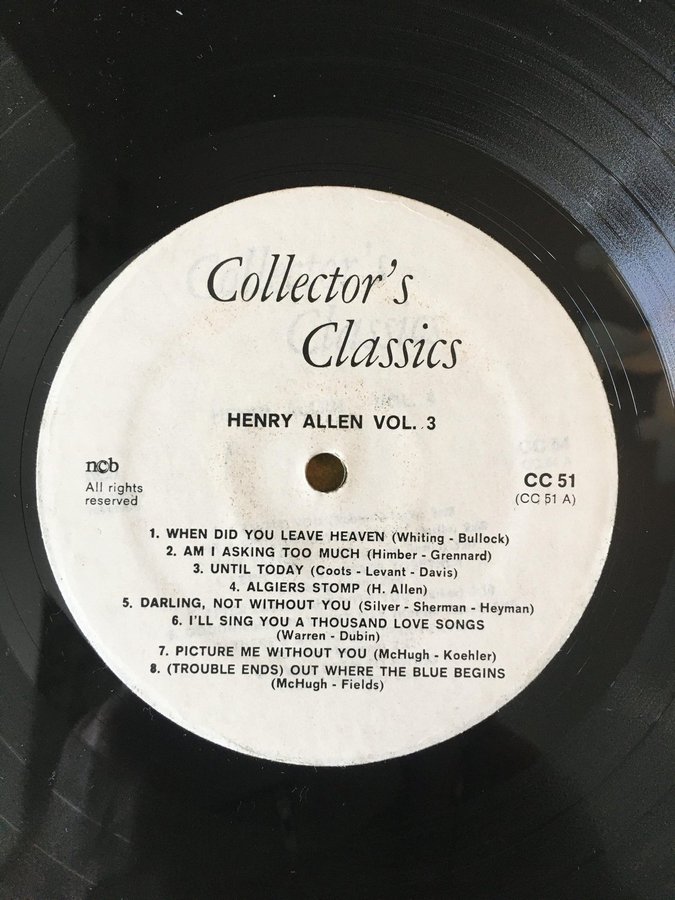 Collector's
Classics
HENRY ALLEN VOL. 3
ncb
All rights
reserved
CC 51
(CC 51 A)
1. WHEN DID YOU LEAVE HEAVEN (Whiting - Bullock)
2. AM I ASKING TOO MUCH (Himber - Grennard)
3. UNTIL TODAY (Coots - Levant - Davis)
4. ALGIERS STOMP (H. Allen)
5. DARLING, NOT WITHOUT YOU (Silver - Sherman - Heyman)
6. I'LL SING YOU A THOUSAND LOVE SONGS
(Warren - Dubin)
7. PICTURE ME WITHOUT YOU (McHugh - Koehler)
8. (TROUBLE ENDS) OUT WHERE THE BLUE BEGINS
(McHugh - Fields)